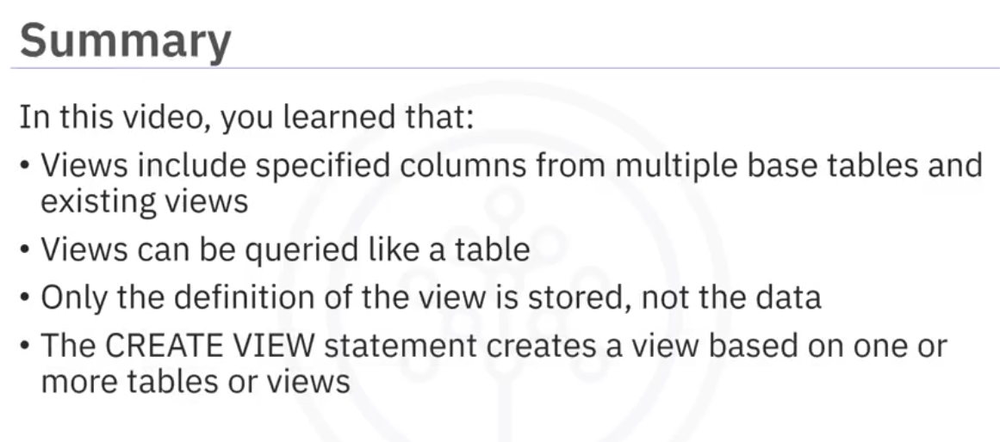 Summary
In this video, you learned that:
• Views include specified columns from multiple base tables and
existing views
• Views can be queried like a table
• Only the definition of the view is stored, not the data
• The CREATE VIEW statement creates a view based on one or
more tables or views